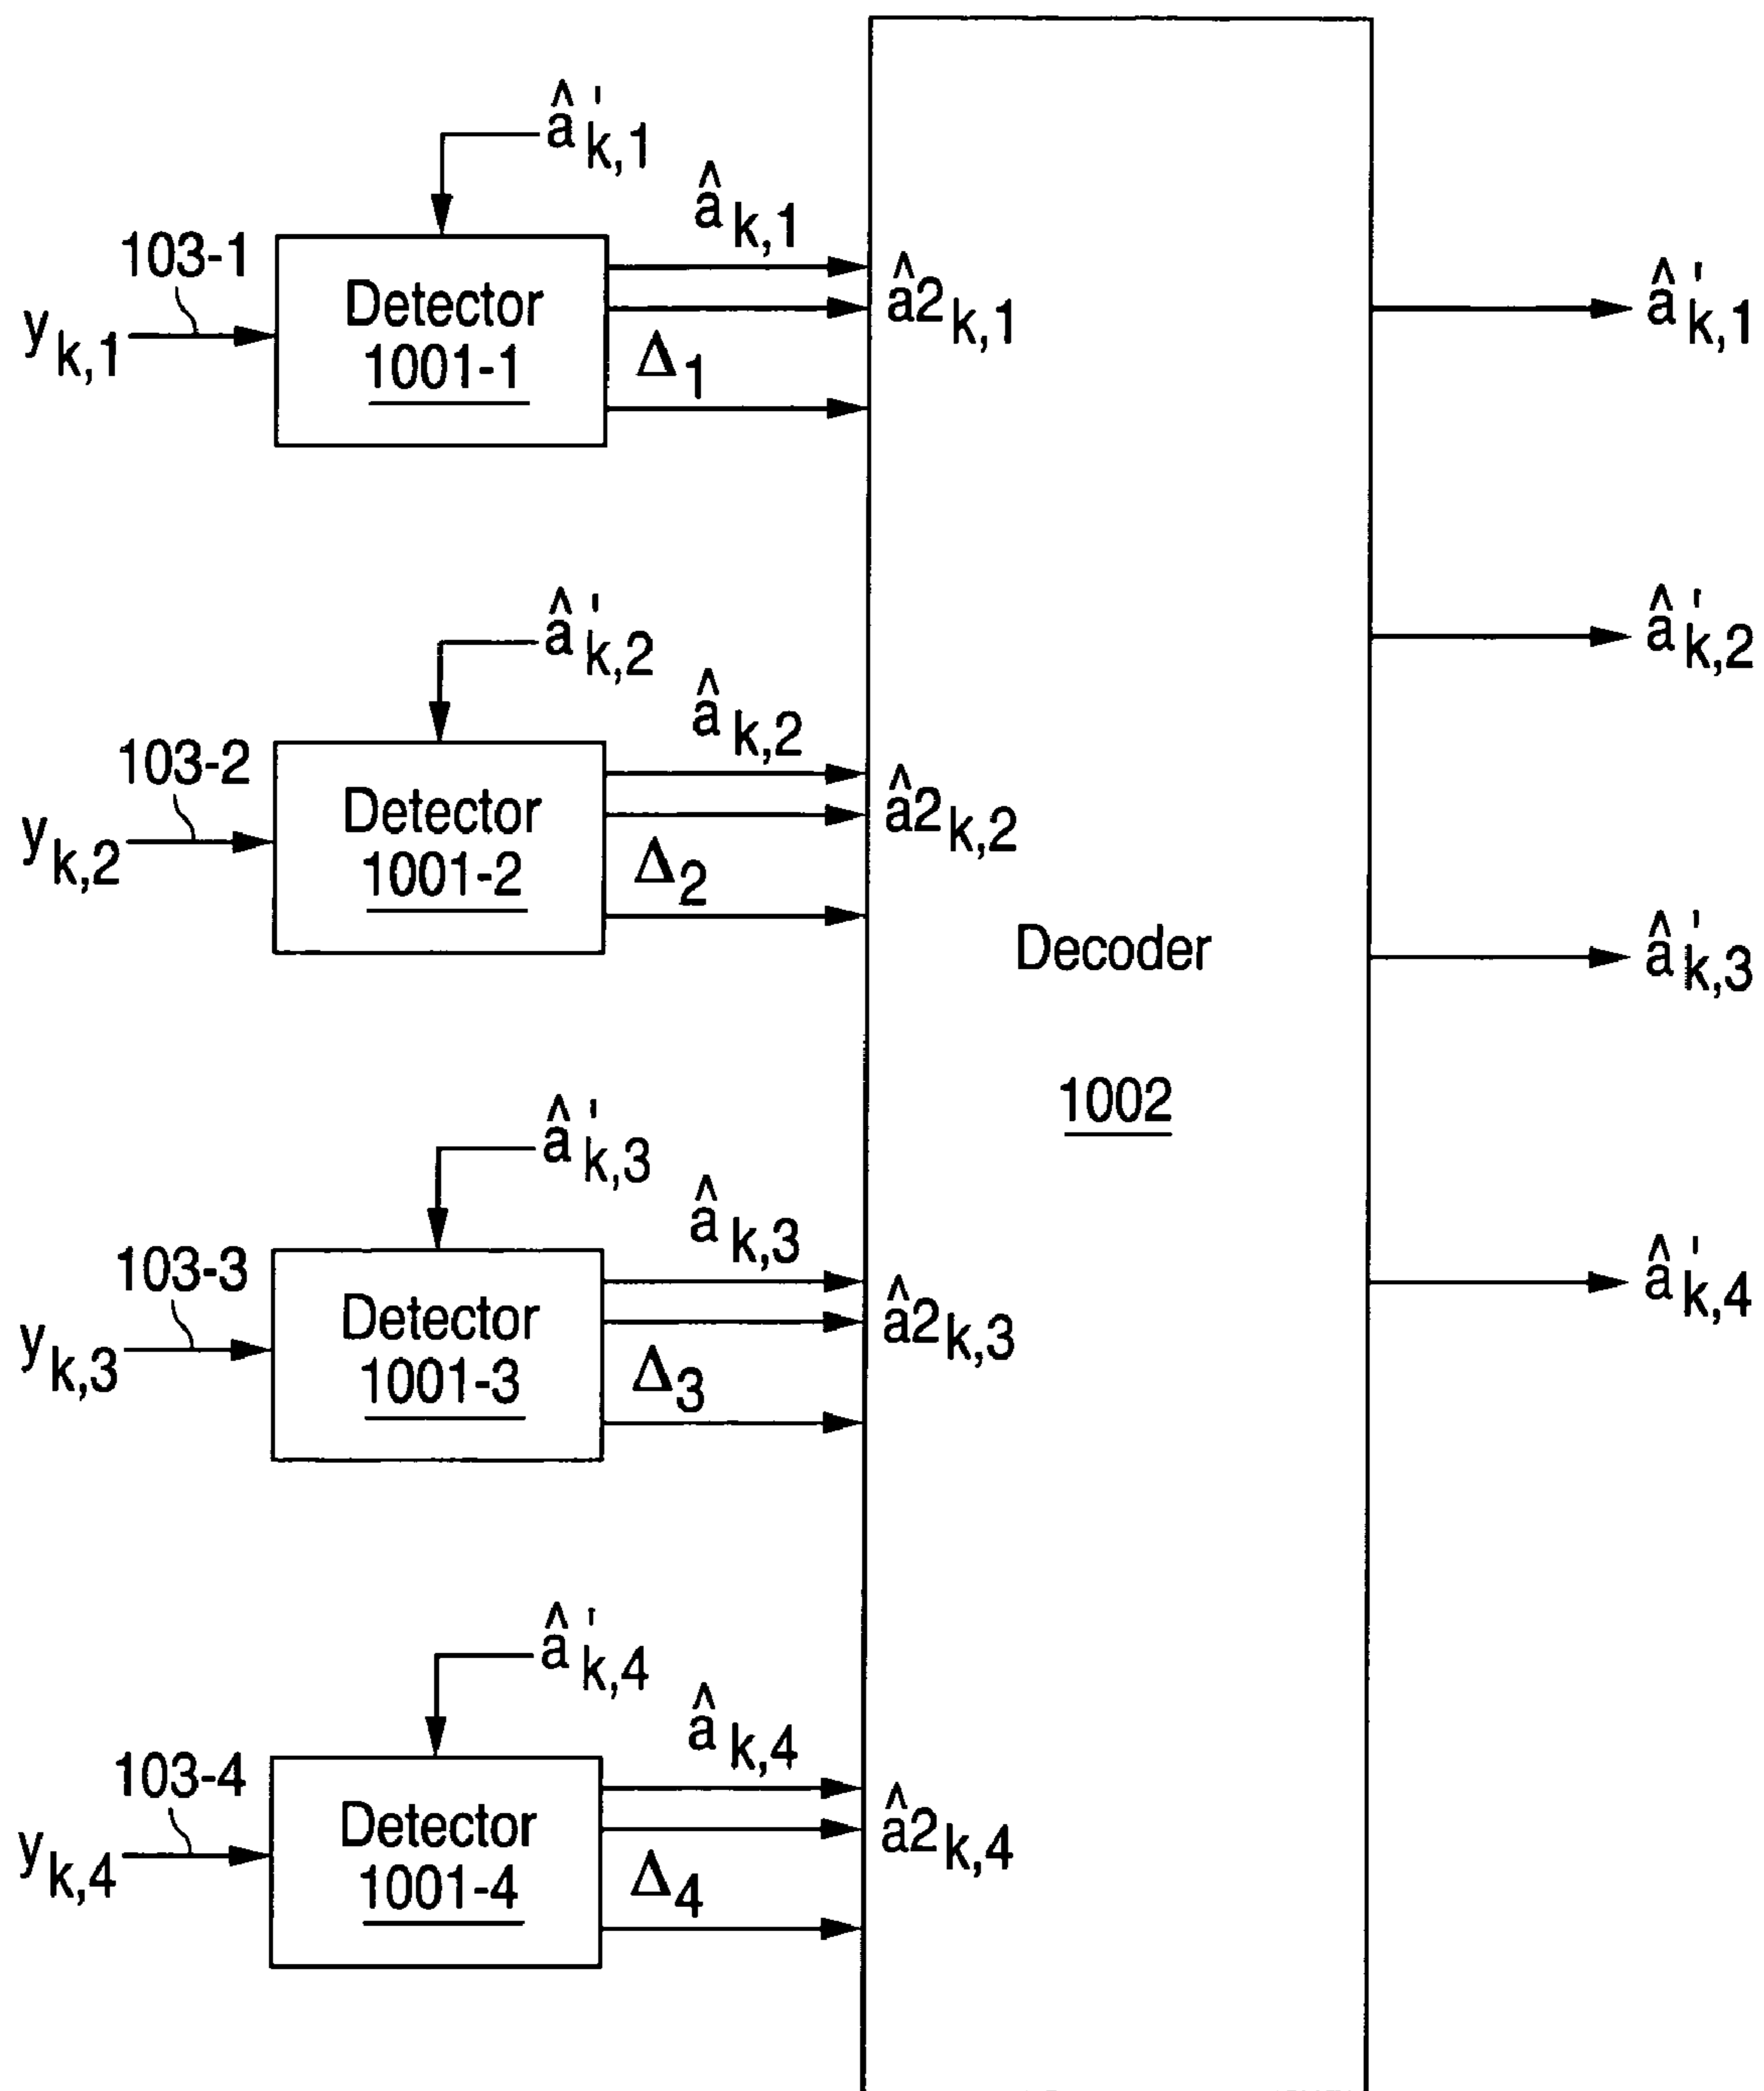 â'k,1
âk,1
103-1
yk,1
Detector
1001-1
Δ1
â2k,1
â'k,1
â'k,2
âk,2
103-2
yk,2
Detector
1001-2
Δ2
â2k,2
â'k,2
Decoder
1002
â'k,3
â'k,3
âk,3
103-3
yk,3
Detector
1001-3
Δ3
â2k,3
â'k,4
â'k,4
âk,4
103-4
yk,4
Detector
1001-4
Δ4
â2k,4